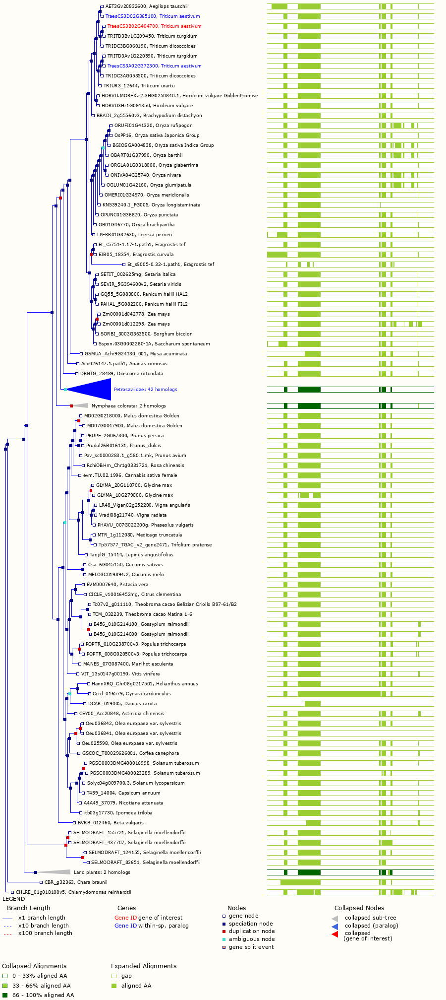 AET3Gv20832600, Aegilops tauschii
TraesCS3D02G365100, Triticum aestivum
TraesCS3B02G404700, Triticum aestivum
TRITD3Bv1G209450, Triticum turgidum
TRIDC3BG060190, Triticum dicoccoides
TRITD3Av1G220590, Triticum turgidum
TraesCS3A02G372300, Triticum aestivum
TRIDC3AG053500, Triticum dicoccoides
TRIUR3_12644, Triticum urartu
HORVU.MOREX.r2.3HG0250840.1, Hordeum vulgare GoldenPromise
HORVU3Hr1G084350, Hordeum vulgare
BRADI_2g55560v3, Brachypodium distachyon
ORUFI01G41320, Oryza rufipogon
OsPP16, Oryza sativa Japonica Group
BGIOSGA004838, Oryza sativa Indica Group
OBART01G37990, Oryza barthii
ORGLA01G0318000, Oryza glaberrima
ONIVA04G25740, Oryza nivara
OGLUM01G42160, Oryza glumipatula
OMERI01G34970, Oryza meridionalis
KN539240.1_FG005, Oryza longistaminata
OPUNC01G36820, Oryza punctata
OB01G46770, Oryza brachyantha
LPERR01G32630, Leersia perrieri
Et_s5751-1.17-1.path1, Eragrostis tef
EJB05_18354, Eragrostis curvula
Et_s9005-0.32-1.path1, Eragrostis tef
SETIT_002625mg, Setaria italica
SEVIR_5G394600v2, Setaria viridis
GQ55_5G083800, Panicum hallii HAL2
PAHAL_5G082200, Panicum hallii FIL2
Zm00001d042778, Zea mays
Zm00001d012295, Zea mays
SORBI_3003G363500, Sorghum bicolor
Sspon.03G0002280-1A, Saccharum spontaneum
GSMUA_Achr9G24130_001, Musa acuminata
Aco026147.1.path1, Ananas comosus
DRNTG_28489, Dioscorea rotundata
Petrosaviidae: 42 homologs
Nymphaea colorata: 2 homologs
MD02G0218000, Malus domestica Golden
MD07G0047900, Malus domestica Golden
PRUPE_2G067300, Prunus persica
Prudul26B016131, Prunus_dulcis
Pav_sc0000283.1_g580.1.mk, Prunus avium
RchiOBHm_Chr1g0331721, Rosa chinensis
evm.TU.02.1996, Cannabis sativa female
GLYMA_20G110700, Glycine max
GLYMA_10G279000, Glycine max
LR48_Vigan02g252200, Vigna angularis
Vradi08g21740, Vigna radiata
PHAVU_007G022300g, Phaseolus vulgaris
MTR_1g112080, Medicago truncatula
Tp57577_TGAC_v2_gene2471, Trifolium pratense
TanjilG_15414, Lupinus angustifolius
Csa_6G045150, Cucumis sativus
MELO3C019894.2, Cucumis melo
EVM0007640, Pistacia vera
CICLE_v10016452mg, Citrus clementina
Tc07v2_g011110, Theobroma cacao Belizian Criollo B97-61/B2
TCM_032239, Theobroma cacao Matina 1-6
B456_010G214100, Gossypium raimondii
B456_010G214000, Gossypium raimondii
POPTR_010G238700v3, Populus trichocarpa
POPTR_008G020500v3, Populus trichocarpa
MANES_07G087400, Manihot esculenta
VIT_13s0147g00190, Vitis vinifera
HannXRQ_Chr08g0217501, Helianthus annuus
Ccrd_016579, Cynara cardunculus
DCAR_019005, Daucus carota
CEY00_Acc20848, Actinidia chinensis
Oeu036842, Olea europaea var. sylvestris
Oeu036841, Olea europaea var. sylvestris
Oeu025598, Olea europaea var. sylvestris
GSCOC_T00029626001, Coffea canephora
PGSC0003DMG400016998, Solanum tuberosum
PGSC0003DMG400023289, Solanum tuberosum
Solyc04g009700.3, Solanum lycopersicum
T459_14004, Capsicum annuum
A4A49_37079, Nicotiana attenuata
itb03g17730, Ipomoea triloba
BVRB_012460, Beta vulgaris
SELMODRAFT_155721, Selaginella moellendorffii
SELMODRAFT_437707, Selaginella moellendorffii
SELMODRAFT_124155, Selaginella moellendorffii
SELMODRAFT_83651, Selaginella moellendorffii
Land plants: 2 homologs
CBR_g32363, Chara braunii
CHLRE_01g018100v5, Chlamydomonas reinhardtii
LEGEND
Branch Length
x1 branch length
x10 branch length
x100 branch length
Genes
Gene ID gene of interest
Gene ID within-sp. paralog
Nodes
gene node
speciation node
duplication node
ambiguous node
gene split event
Collapsed Nodes
collapsed sub-tree
collapsed (paralog)
collapsed
(gene of interest)
Collapsed Alignments
0 - 33% aligned AA
33 - 66% aligned AA
66 - 100% aligned AA
Expanded Alignments
gap
aligned AA